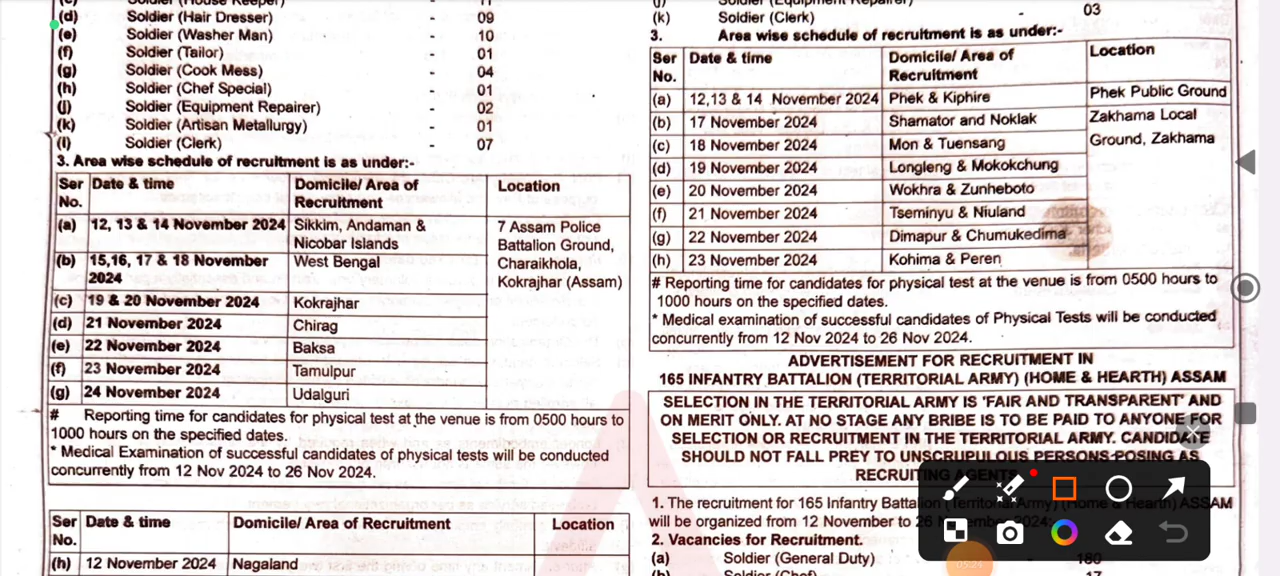 (d) Soldier (Hair Dresser) - 09
(e) Soldier (Washer Man) - 10
(f) Soldier (Tailor) - 01
(g) Soldier (Cook Mess) - 04
(h) Soldier (Chef Special) - 01
(j) Soldier (Equipment Repairer) - 02
(k) Soldier (Artisan Metallurgy) - 01
(l) Soldier (Clerk) - 07
3. Area wise schedule of recruitment is as under:-
Ser No. Date & time Domicile/ Area of Recruitment Location
(a) 12, 13 & 14 November 2024 Sikkim, Andaman & Nicobar Islands
(b) 15,16, 17 & 18 November 2024 West Bengal
(c) 19 & 20 November 2024 Kokrajhar
(d) 21 November 2024 Chirag
(e) 22 November 2024 Baksa
(f) 23 November 2024 Tamulpur
(g) 24 November 2024 Udalguri
7 Assam Police
Battalion Ground,
Charaikhola,
Kokrajhar (Assam)
# Reporting time for candidates for physical test at the venue is from 0500 hours to
1000 hours on the specified dates.
* Medical Examination of successful candidates of physical tests will be conducted
concurrently from 12 Nov 2024 to 26 Nov 2024.
Ser No. Date & time Domicile/ Area of Recruitment Location
(h) 12 November 2024 Nagaland
03
(k) Soldier (Clerk) -
3. Area wise schedule of recruitment is as under:-
Ser No. Date & time Domicile/ Area of Recruitment Location
(a) 12,13 & 14 November 2024 Phek & Kiphire
(b) 17 November 2024 Shamator and Noklak
(c) 18 November 2024 Mon & Tuensang
(d) 19 November 2024 Longleng & Mokokchung
(e) 20 November 2024 Wokhra & Zunheboto
(f) 21 November 2024 Tseminyu & Niuland
(g) 22 November 2024 Dimapur & Chumukedima
(h) 23 November 2024 Kohima & Peren
Phek Public Ground
Zakhama Local
Ground, Zakhama
# Reporting time for candidates for physical test at the venue is from 0500 hours to
1000 hours on the specified dates.
* Medical examination of successful candidates of Physical Tests will be conducted
concurrently from 12 Nov 2024 to 26 Nov 2024.
ADVERTISEMENT FOR RECRUITMENT IN
165 INFANTRY BATTALION (TERRITORIAL ARMY) (HOME & HEARTH) ASSAM
SELECTION IN THE TERRITORIAL ARMY IS 'FAIR AND TRANSPARENT' AND
ON MERIT ONLY. AT NO STAGE ANY BRIBE IS TO BE PAID TO ANYONE FOR
SELECTION OR RECRUITMENT IN THE TERRITORIAL ARMY. CANDIDATE
SHOULD NOT FALL PREY TO UNSCRUPULOUS PERSONS POSING AS
RECRUITING AGENTS
1. The recruitment for 165 Infantry Battalion (Territorial Army) (Home & Hearth) ASSAM
will be organized from 12 November to 26 November 2024:
2. Vacancies for Recruitment.
(a) Soldier (General Duty) 180
05:24